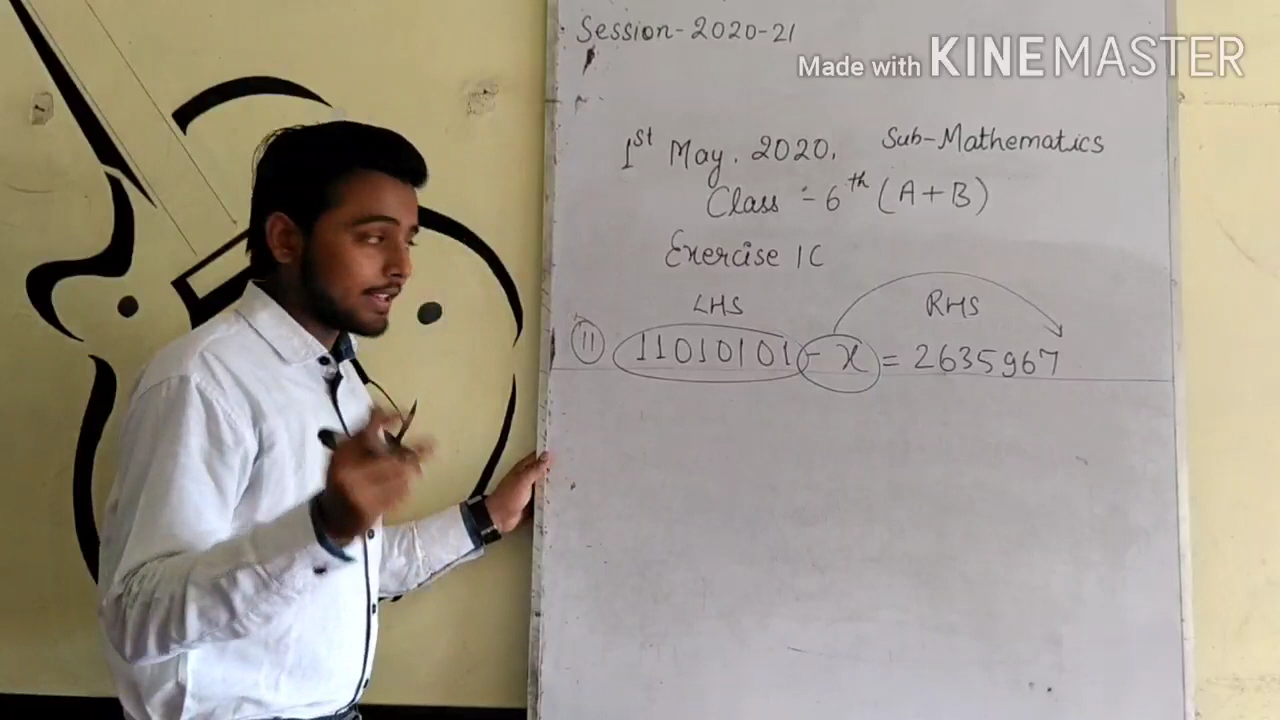 Session-2020-21
Made with KINEMASTER
1st May. 2020. Sub-Mathematics
Class :- 6th (A+B)
Exercise 1C
LHS RHS
11 11010101 - x = 2635967